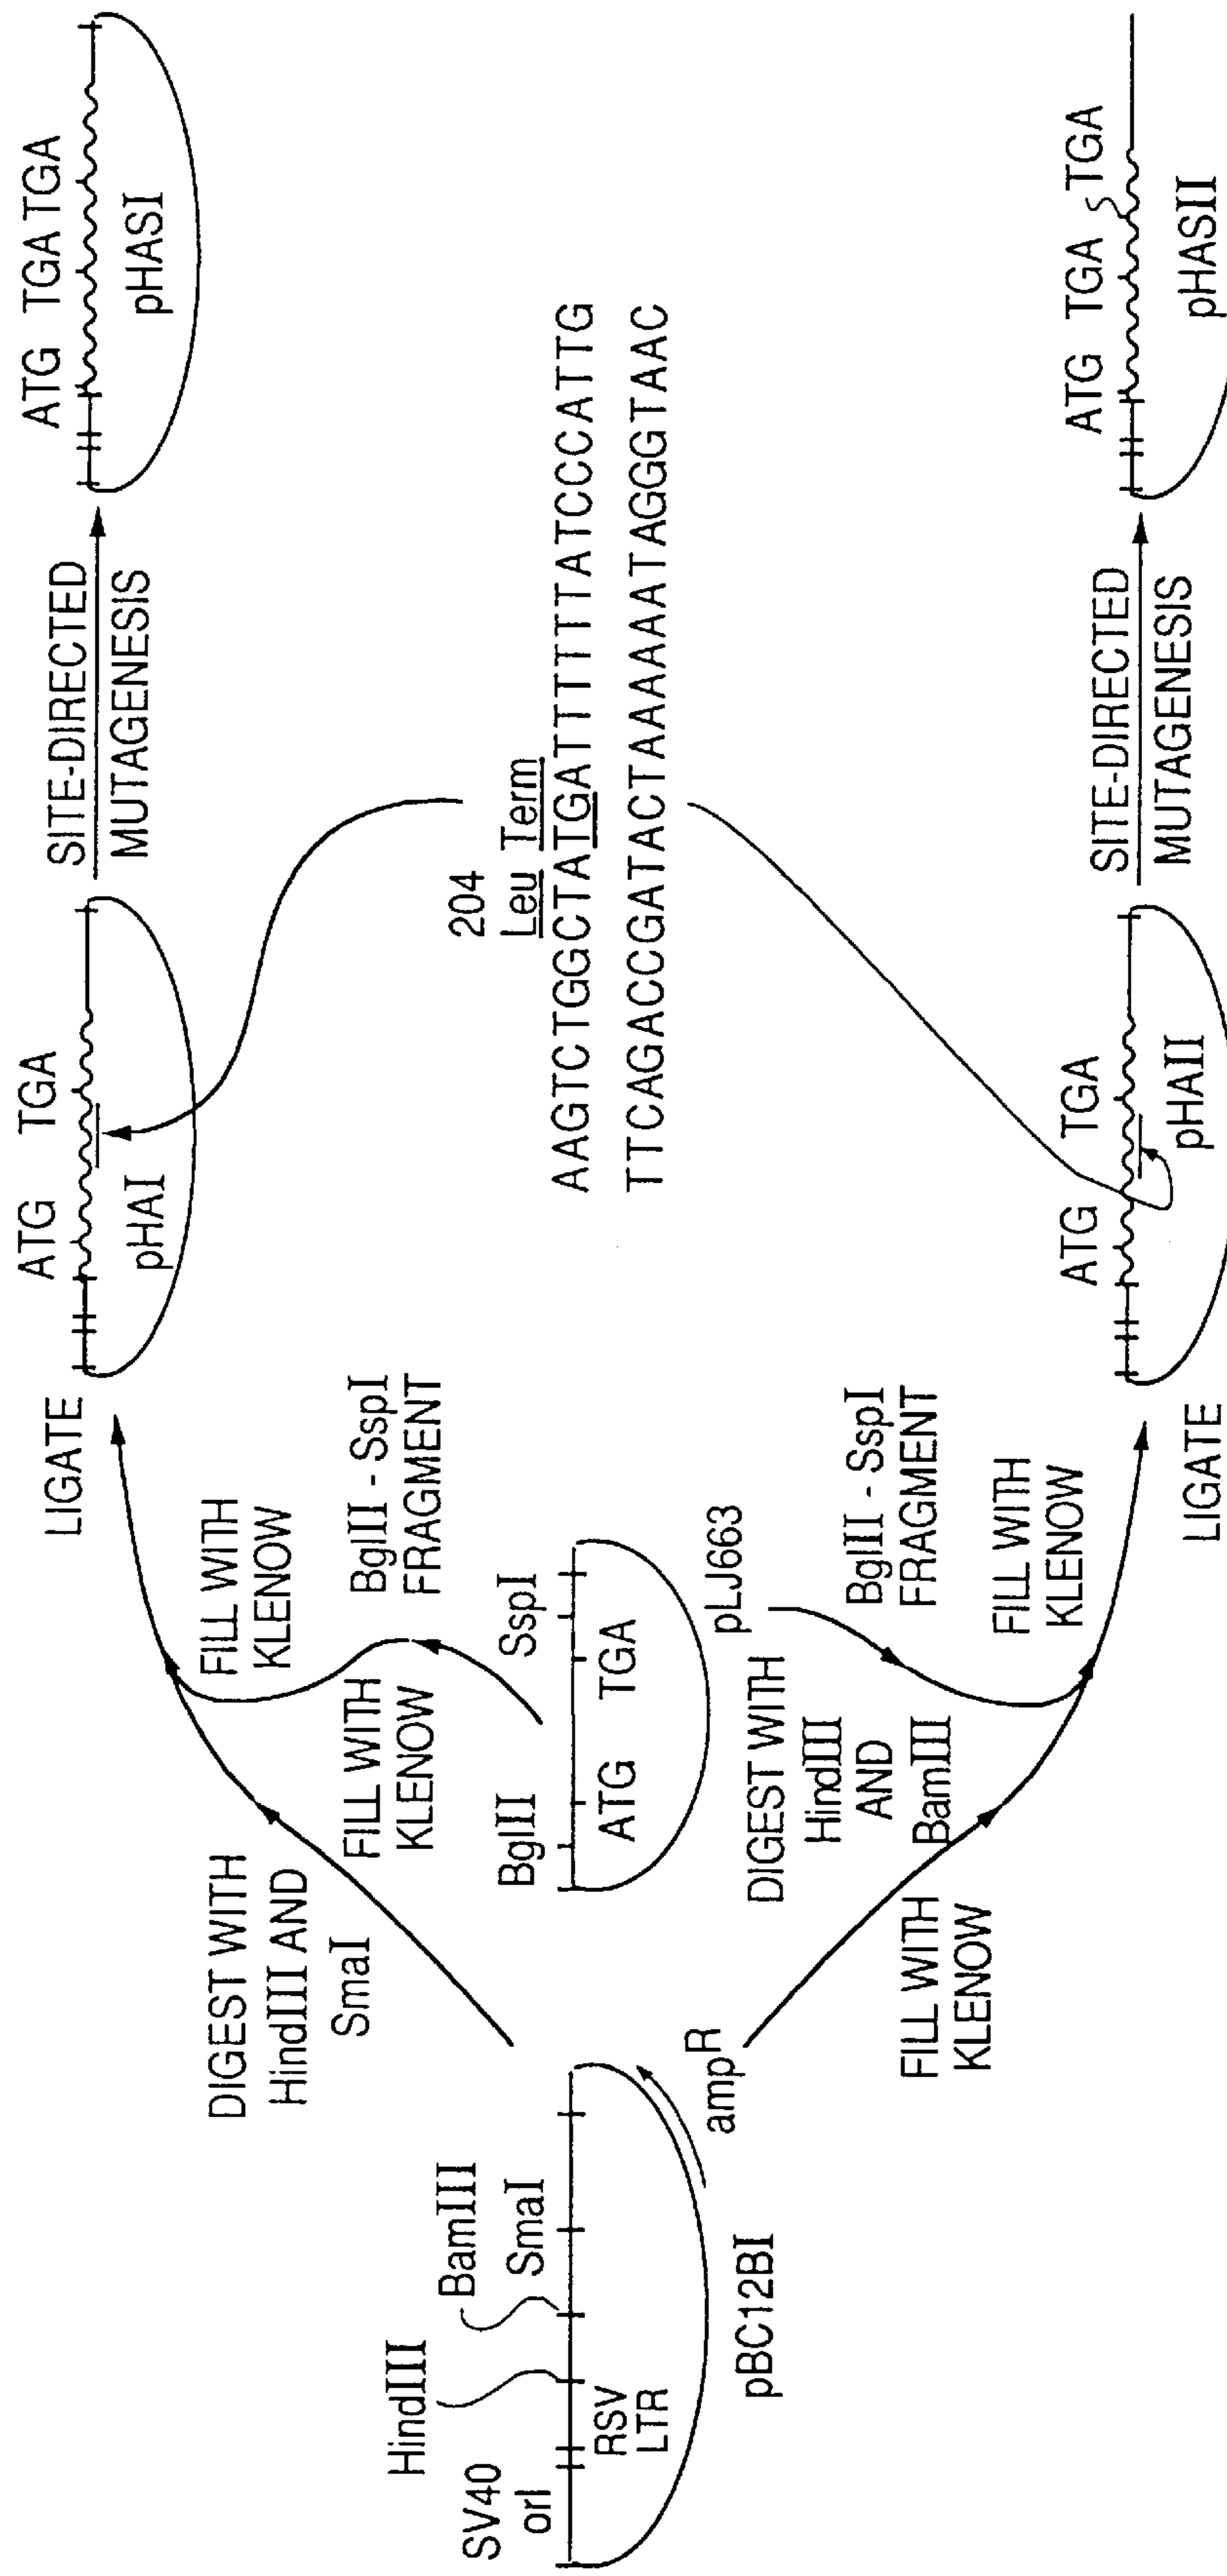 SV40
orI
HindIII
BamIII
SmaI
RSV
LTR
pBC12BI
amp^R
DIGEST WITH
HindIII AND
SmaI
FILL WITH
KLENOW
FILL WITH
KLENOW
BglII - SspI
FRAGMENT
BglII
SspI
ATG TGA
pLJ663
DIGEST WITH
HindIII
AND
BamIII
FILL WITH
KLENOW
BglII - SspI
FRAGMENT
FILL WITH
KLENOW
LIGATE
LIGATE
ATG TGA
pHAI
SITE-DIRECTED
MUTAGENESIS
ATG TGA TGA
pHASI
204
Leu Term
AAGTCTGGCTATGATTTTTTATCCCATTG
TTCAGACCGATACTAAAAATAGGGTAAC
ATG TGA
pHAII
SITE-DIRECTED
MUTAGENESIS
ATG TGA TGA
pHASII